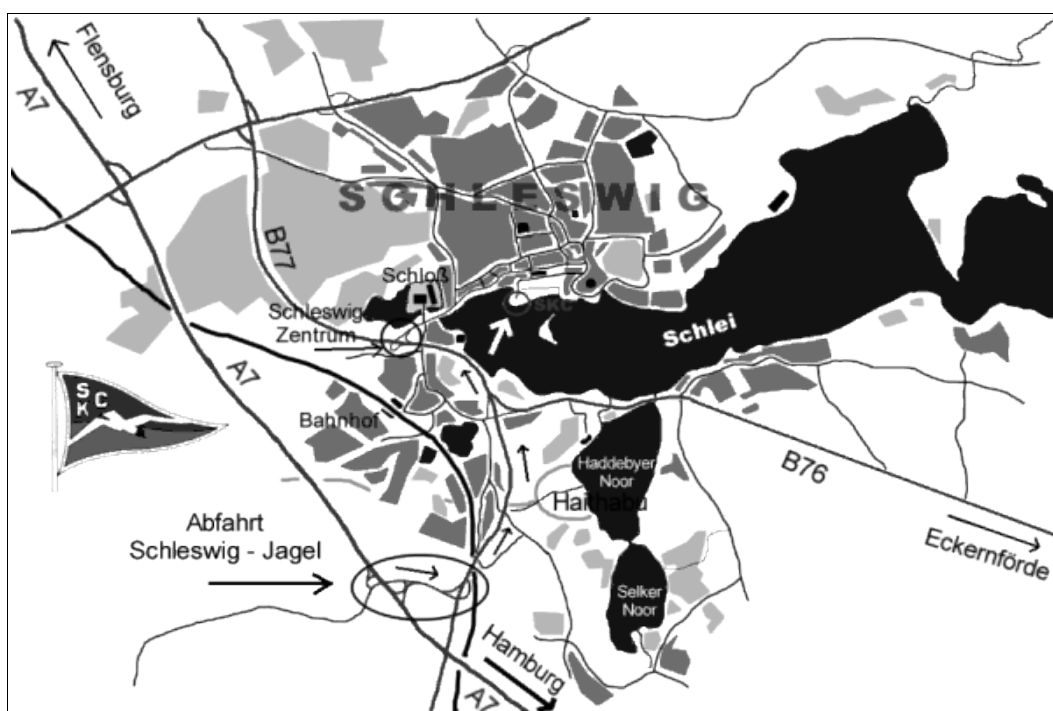 Flensburg
A7
SCHLESWIG
B77
Schloß
SKC
Schleswig
Zentrum
Schlei
A7
S
K C
Bahnhof
Haddebyer
Noor
Haithabu
B76
Abfahrt
Schleswig - Jagel
Eckernförde
Selker
Noor
Hamburg
A7